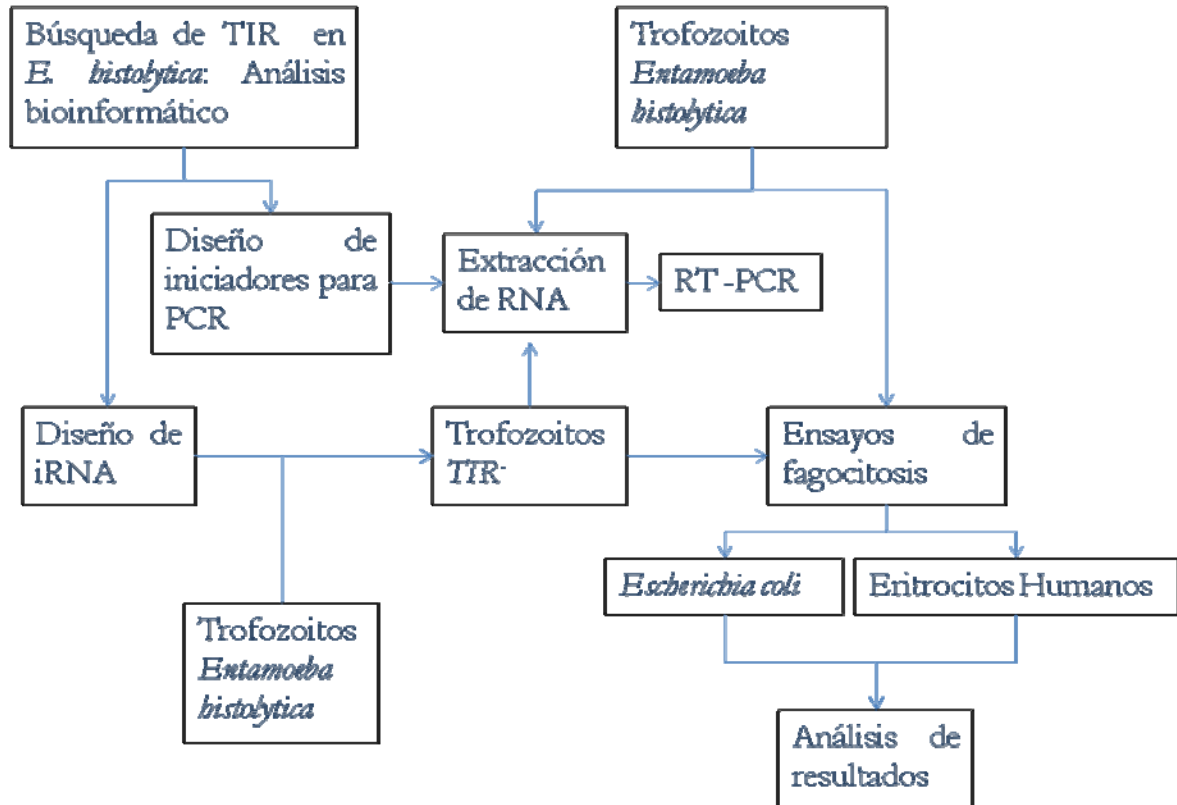 Búsqueda de TIR en
E. histolytica: Análisis
bioinformático
Trofozoitos
Entamoeba
histolytica
Diseño de
iniciadores para
PCR
Extracción
de RNA
RT -PCR
Diseño de
iRNA
Trofozoitos
TIR-
Ensayos de
fagocitosis
Escherichia coli
Eritrocitos Humanos
Trofozoitos
Entamoeba
histolytica
Análisis de
resultados